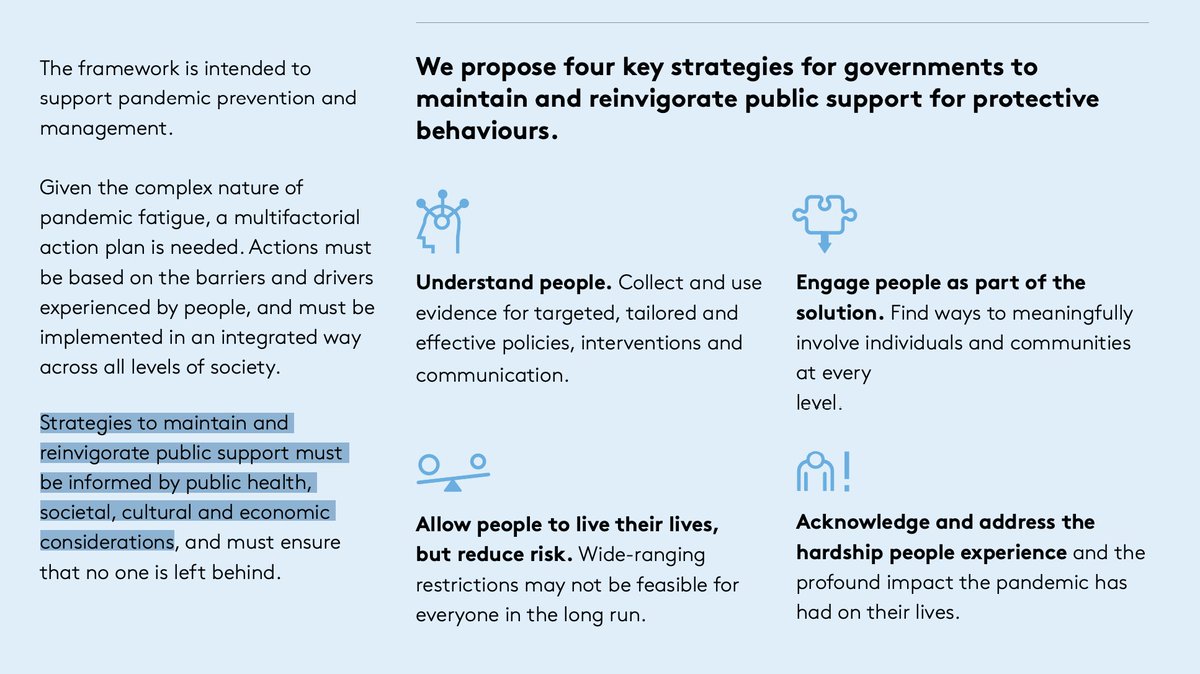 The framework is intended to
support pandemic prevention and
management.
Given the complex nature of
pandemic fatigue, a multifactorial
action plan is needed. Actions must
be based on the barriers and drivers
experienced by people, and must be
implemented in an integrated way
across all levels of society.
Strategies to maintain and
reinvigorate public support must
be informed by public health,
societal, cultural and economic
considerations, and must ensure
that no one is left behind.
We propose four key strategies for governments to
maintain and reinvigorate public support for protective
behaviours.
Understand people. Collect and use
evidence for targeted, tailored and
effective policies, interventions and
communication.
Engage people as part of the
solution. Find ways to meaningfully
involve individuals and communities
at every
level.
Allow people to live their lives,
but reduce risk. Wide-ranging
restrictions may not be feasible for
everyone in the long run.
Acknowledge and address the
hardship people experience and the
profound impact the pandemic has
had on their lives.